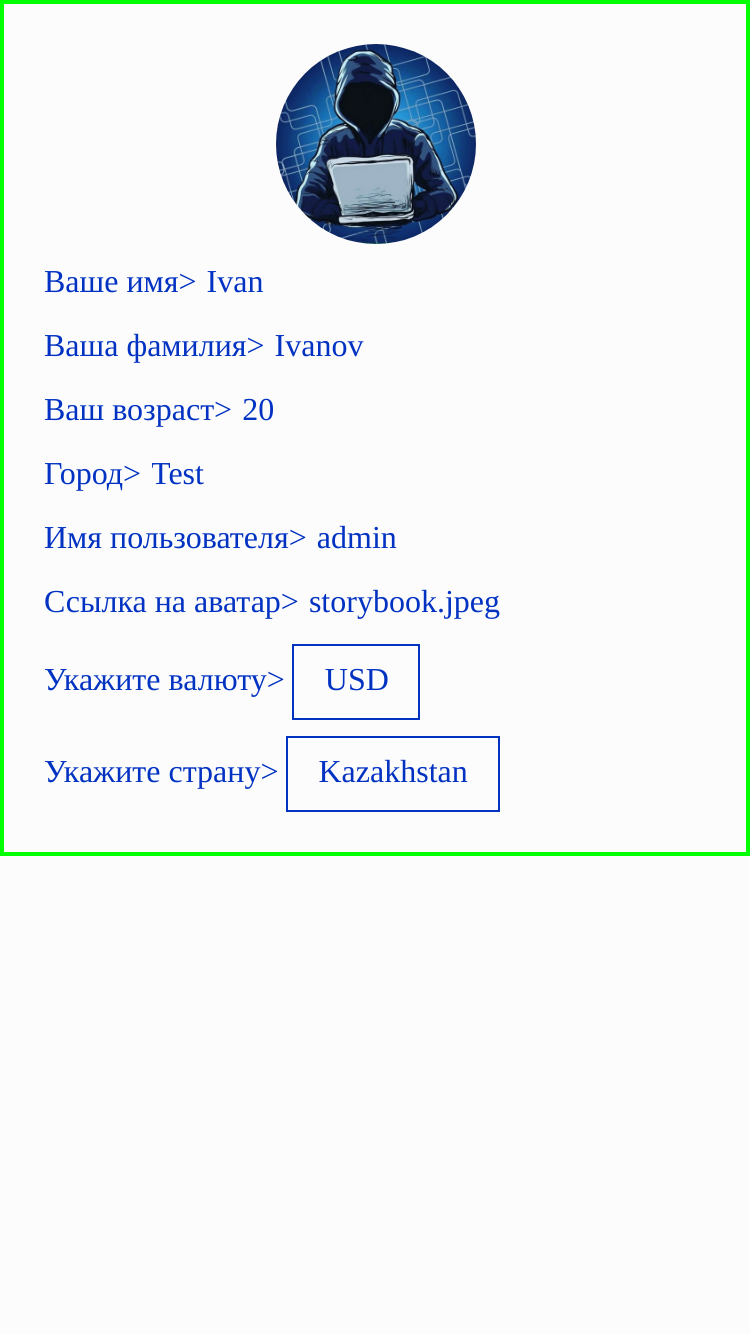 Ваше имя> Ivan
Ваша фамилия> Ivanov
Ваш возраст> 20
Город> Test
Имя пользователя> admin
Ссылка на аватар> storybook.jpeg
Укажите валюту> USD
Укажите страну> Kazakhstan